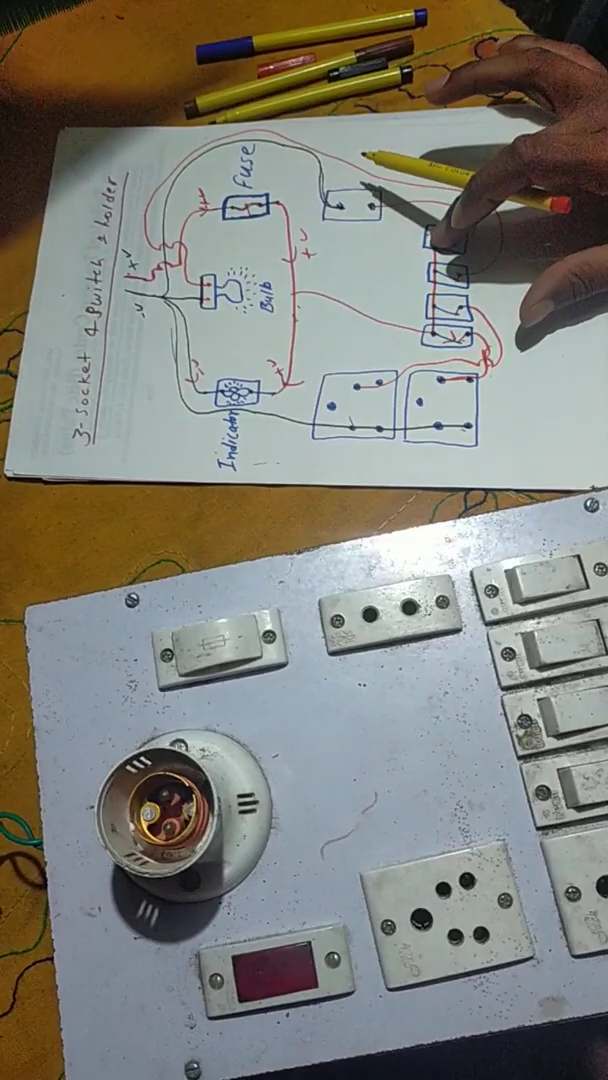 3-Socket 4 Switch 1 holder
-V
+V
+V
Fuse
+V
Bulb
-V
+V
Indicator